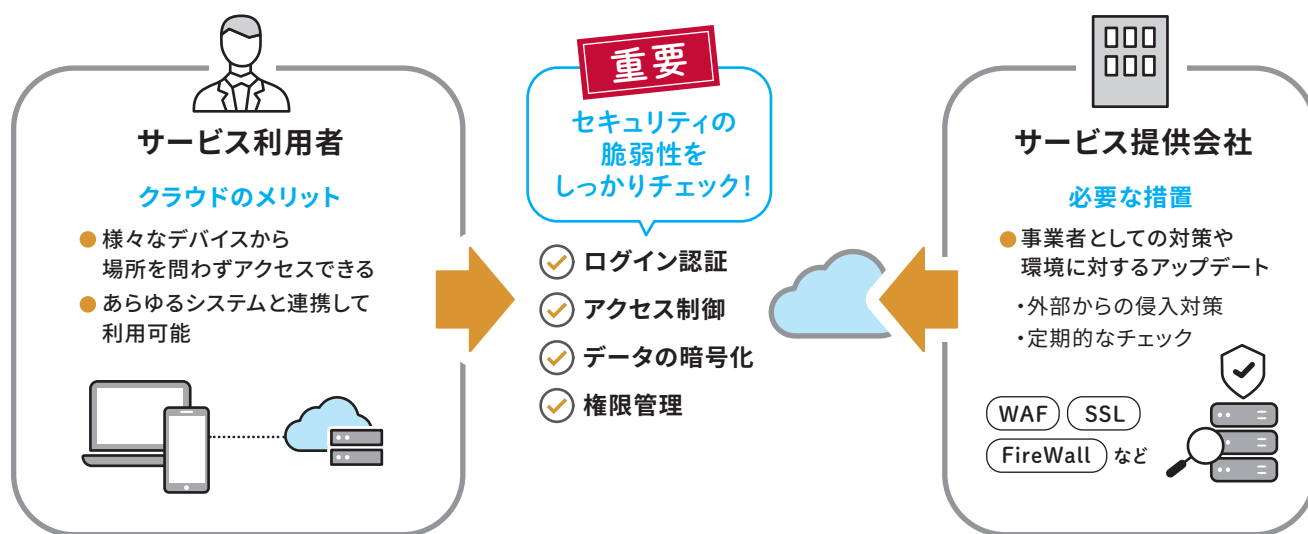 サービス利用者
クラウドのメリット
●様々なデバイスから
場所を問わずアクセスできる
●あらゆるシステムと連携して
利用可能
重要
セキュリティの
脆弱性を
しっかりチェック!
ログイン認証
アクセス制御
データの暗号化
権限管理
サービス提供会社
必要な措置
●事業者としての対策や
環境に対するアップデート
・外部からの侵入対策
・定期的なチェック
WAF SSL
FireWall など